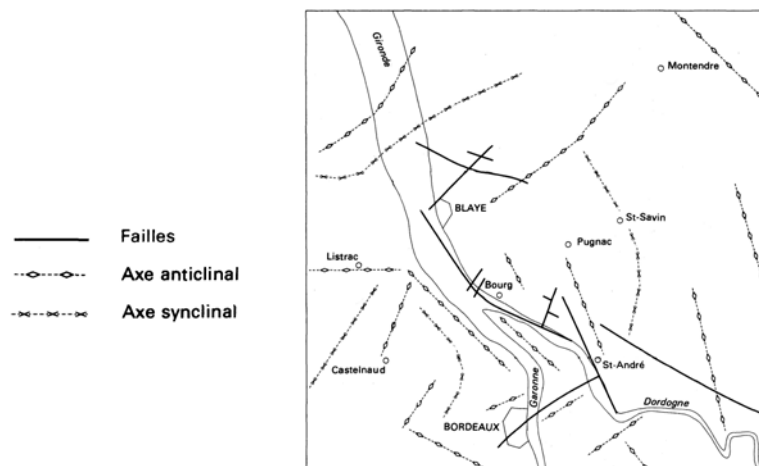 Failles
Axe anticlinal
Axe synclinal
Gironde
Montendre
BLAYE
St-Savin
Pugnac
Listrac
Bourg
Castelnaud
St-André
Garonne
Dordogne
BORDEAUX